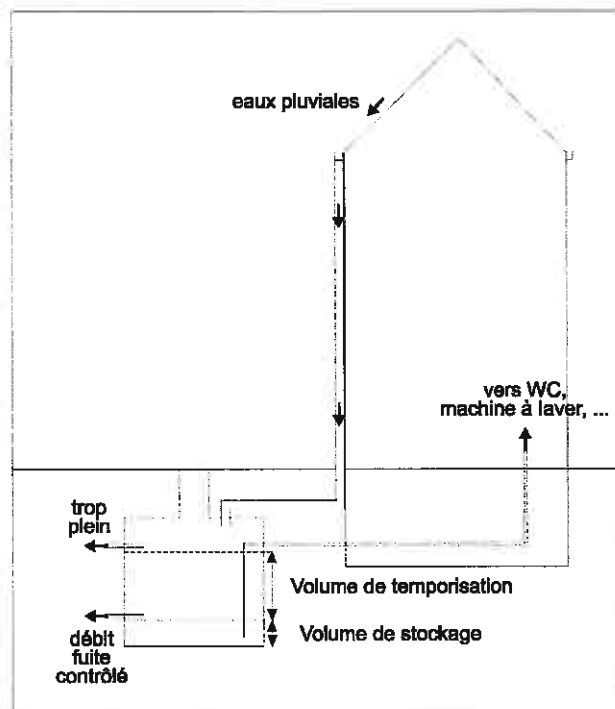 eaux pluviales
vers WC,
machine à laver, ...
trop
plein
Volume de temporisation
Volume de stockage
débit
fuite
contrôlé